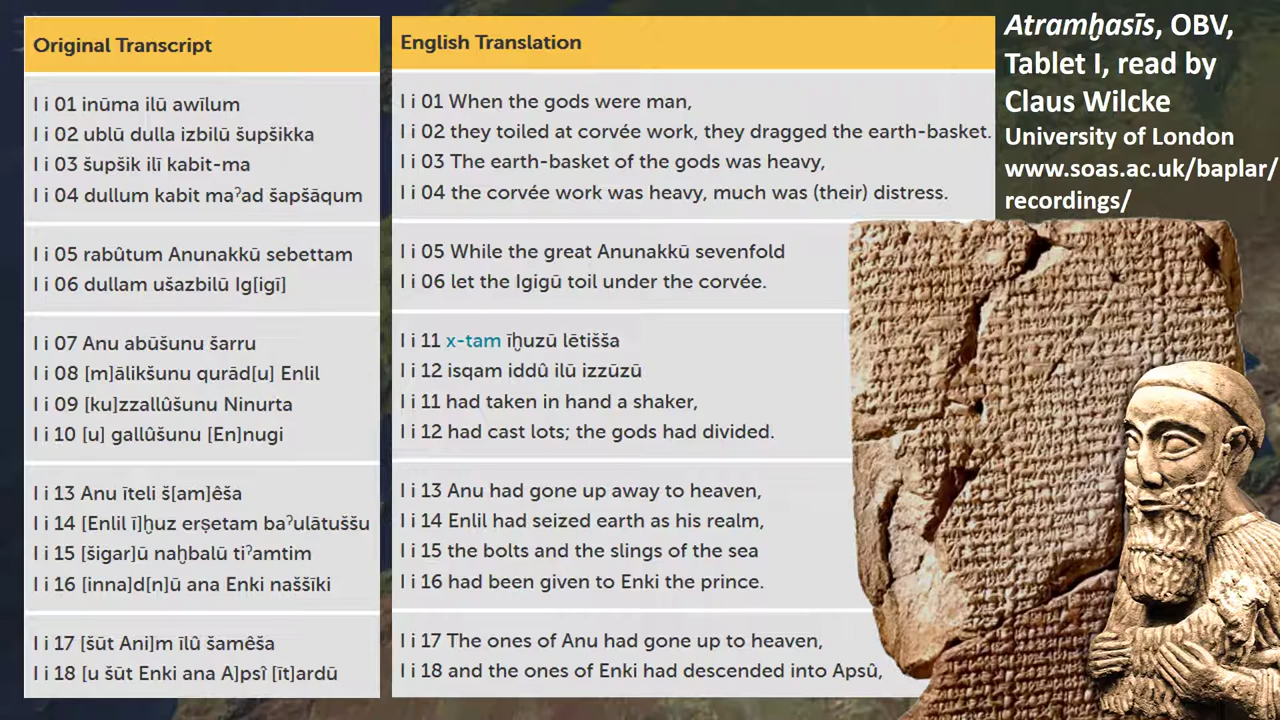 Original Transcript
I i 01 inūma ilū awīlum
I i 02 ublū dulla izbilū šupšikka
I i 03 šupšik ilī kabit-ma
I i 04 dullum kabit maˀad šapšāqum
I i 05 rabûtum Anunakkū sebettam
I i 06 dullam ušazbilū Ig[igī]
I i 07 Anu abūšunu šarru
I i 08 [m]ālikšunu qurād[u] Enlil
I i 09 [ku]zzallûšunu Ninurta
I i 10 [u] gallûšunu [En]nugi
I i 13 Anu īteli š[am]êša
I i 14 [Enlil ī]ḫuz erṣetam baˀulātuššu
I i 15 [šigar]ū naḫbalū tiˀamtim
I i 16 [inna]d[n]ū ana Enki naššīki
I i 17 [šūt Ani]m īlû šamêša
I i 18 [u šūt Enki ana A]psî [īt]ardū
English Translation
I i 01 When the gods were man,
I i 02 they toiled at corvée work, they dragged the earth-basket.
I i 03 The earth-basket of the gods was heavy,
I i 04 the corvée work was heavy, much was (their) distress.
I i 05 While the great Anunakkū sevenfold
I i 06 let the Igigū toil under the corvée.
I i 11 x-tam īḫuzū lētišša
I i 12 isqam iddû ilū izzūzū
I i 11 had taken in hand a shaker,
I i 12 had cast lots; the gods had divided.
I i 13 Anu had gone up away to heaven,
I i 14 Enlil had seized earth as his realm,
I i 15 the bolts and the slings of the sea
I i 16 had been given to Enki the prince.
I i 17 The ones of Anu had gone up to heaven,
I i 18 and the ones of Enki had descended into Apsû,
Atramḫasīs, OBV,
Tablet I, read by
Claus Wilcke
University of London
www.soas.ac.uk/baplar/
recordings/